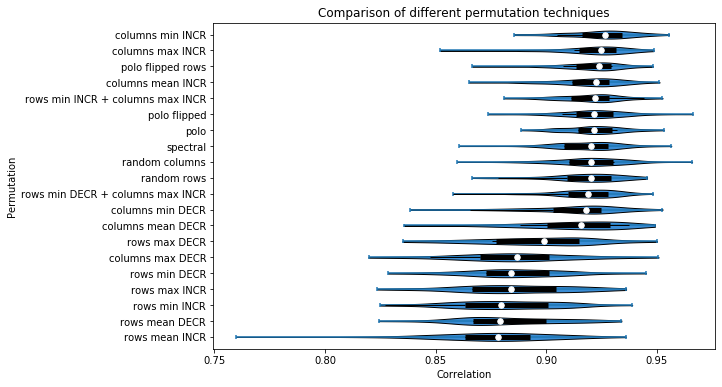 Comparison of different permutation techniques
Permutation
columns min INCR
columns max INCR
polo flipped rows
columns mean INCR
rows min INCR + columns max INCR
polo flipped
polo
spectral
random columns
random rows
rows min DECR + columns max INCR
columns min DECR
columns mean DECR
rows max DECR
columns max DECR
rows min DECR
rows max INCR
rows min INCR
rows mean DECR
rows mean INCR
0.75 0.80 0.85 0.90 0.95
Correlation